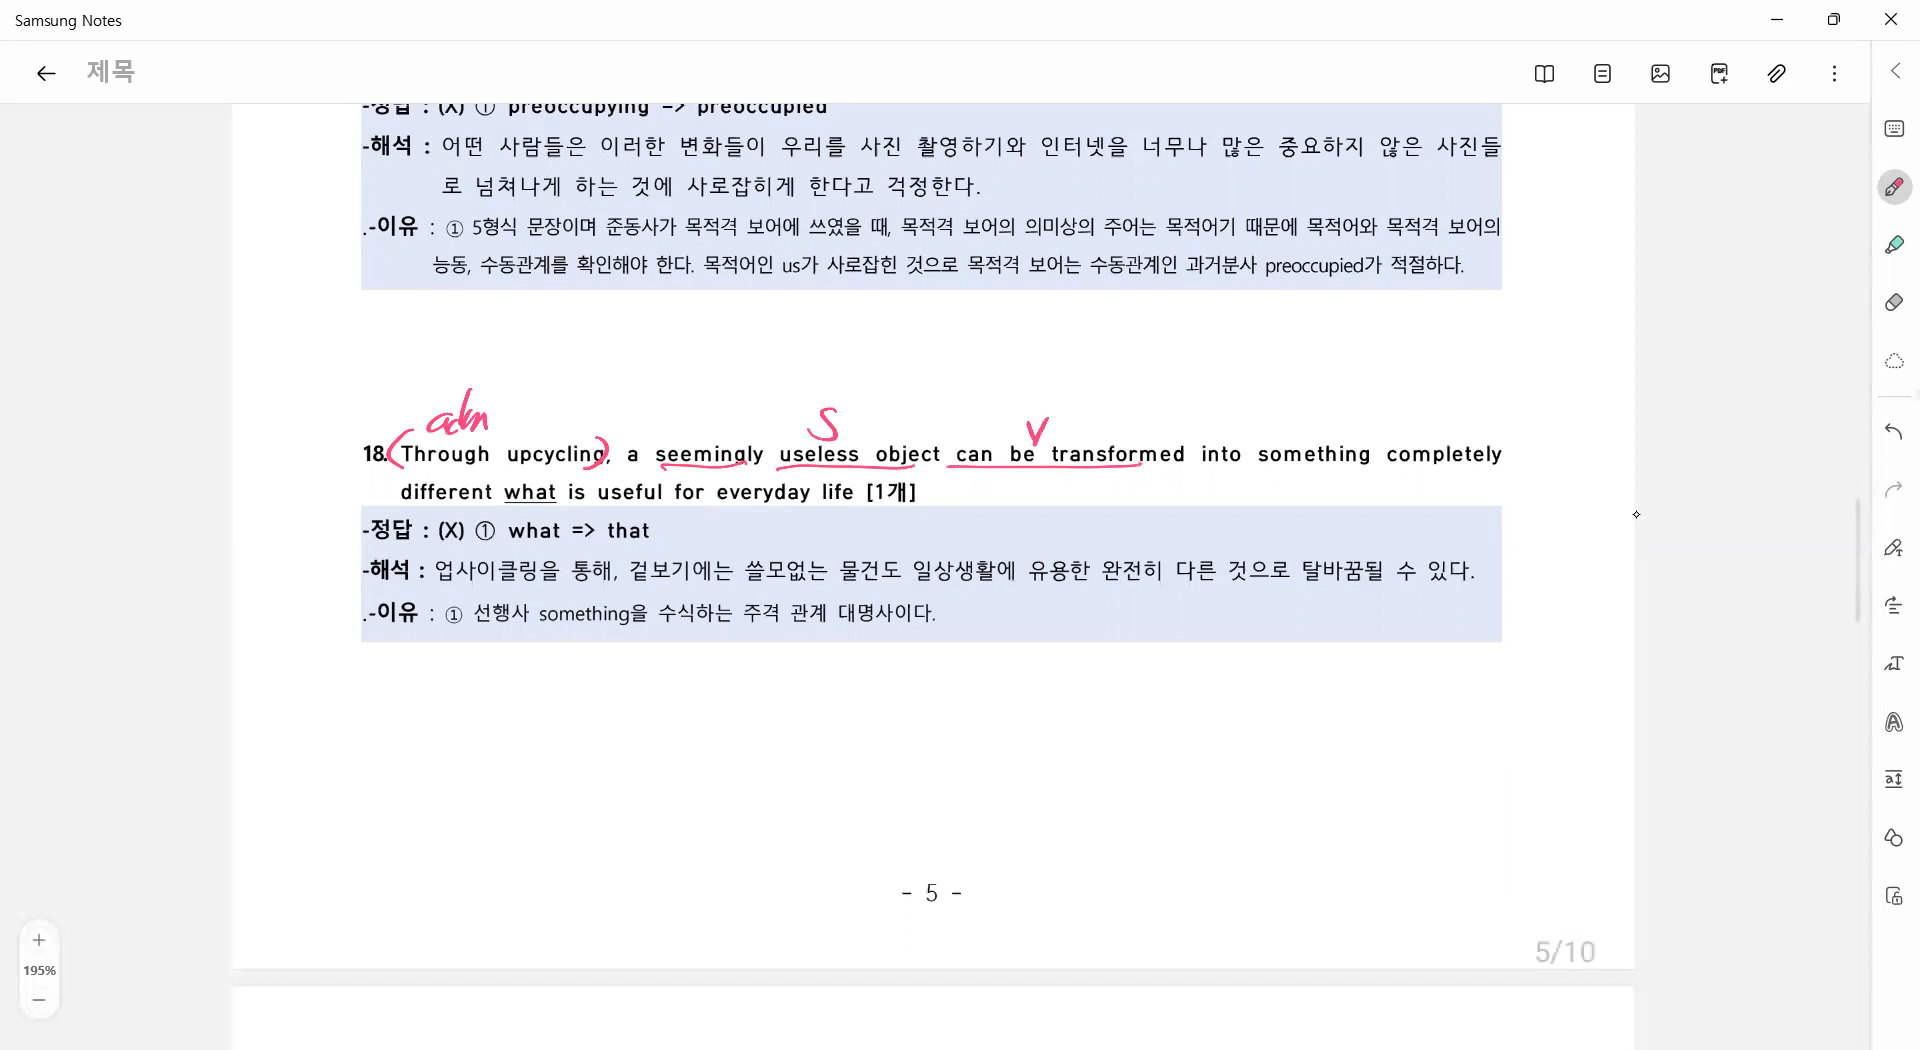 Samsung Notes
제목
-정답 : (X) ① preoccupying => preoccupied
-해석 : 어떤 사람들은 이러한 변화들이 우리를 사진 촬영하기와 인터넷을 너무나 많은 중요하지 않은 사진들
로 넘쳐나게 하는 것에 사로잡히게 한다고 걱정한다.
.-이유 : ① 5형식 문장이며 준동사가 목적격 보어에 쓰였을 때, 목적격 보어의 의미상의 주어는 목적어기 때문에 목적어와 목적격 보어의
능동, 수동관계를 확인해야 한다. 목적어인 us가 사로잡힌 것으로 목적격 보어는 수동관계인 과거분사 preoccupied가 적절하다.
S
V
18. (Through upcycling), a seemingly useless object can be transformed into something completely
different what is useful for everyday life [1개]
-정답 : (X) ① what => that
-해석 : 업사이클링을 통해, 겉보기에는 쓸모없는 물건도 일상생활에 유용한 완전히 다른 것으로 탈바꿈될 수 있다.
.-이유 : ① 선행사 something을 수식하는 주격 관계 대명사이다.
- 5 -
5/10
195%